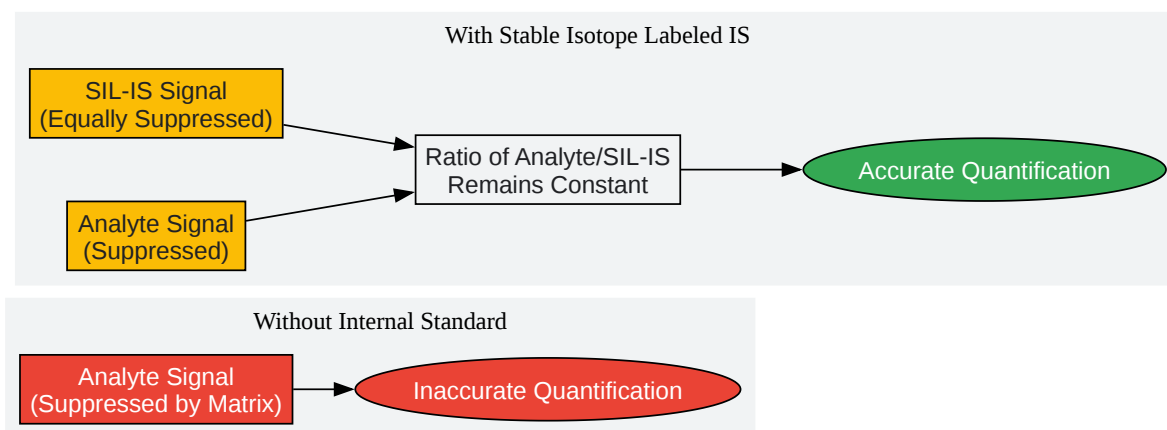 With Stable Isotope Labeled IS
SIL-IS Signal
(Equally Suppressed)
Analyte Signal
(Suppressed)
Ratio of Analyte/SIL-IS
Remains Constant
Accurate Quantification
Without Internal Standard
Analyte Signal
(Suppressed by Matrix)
Inaccurate Quantification